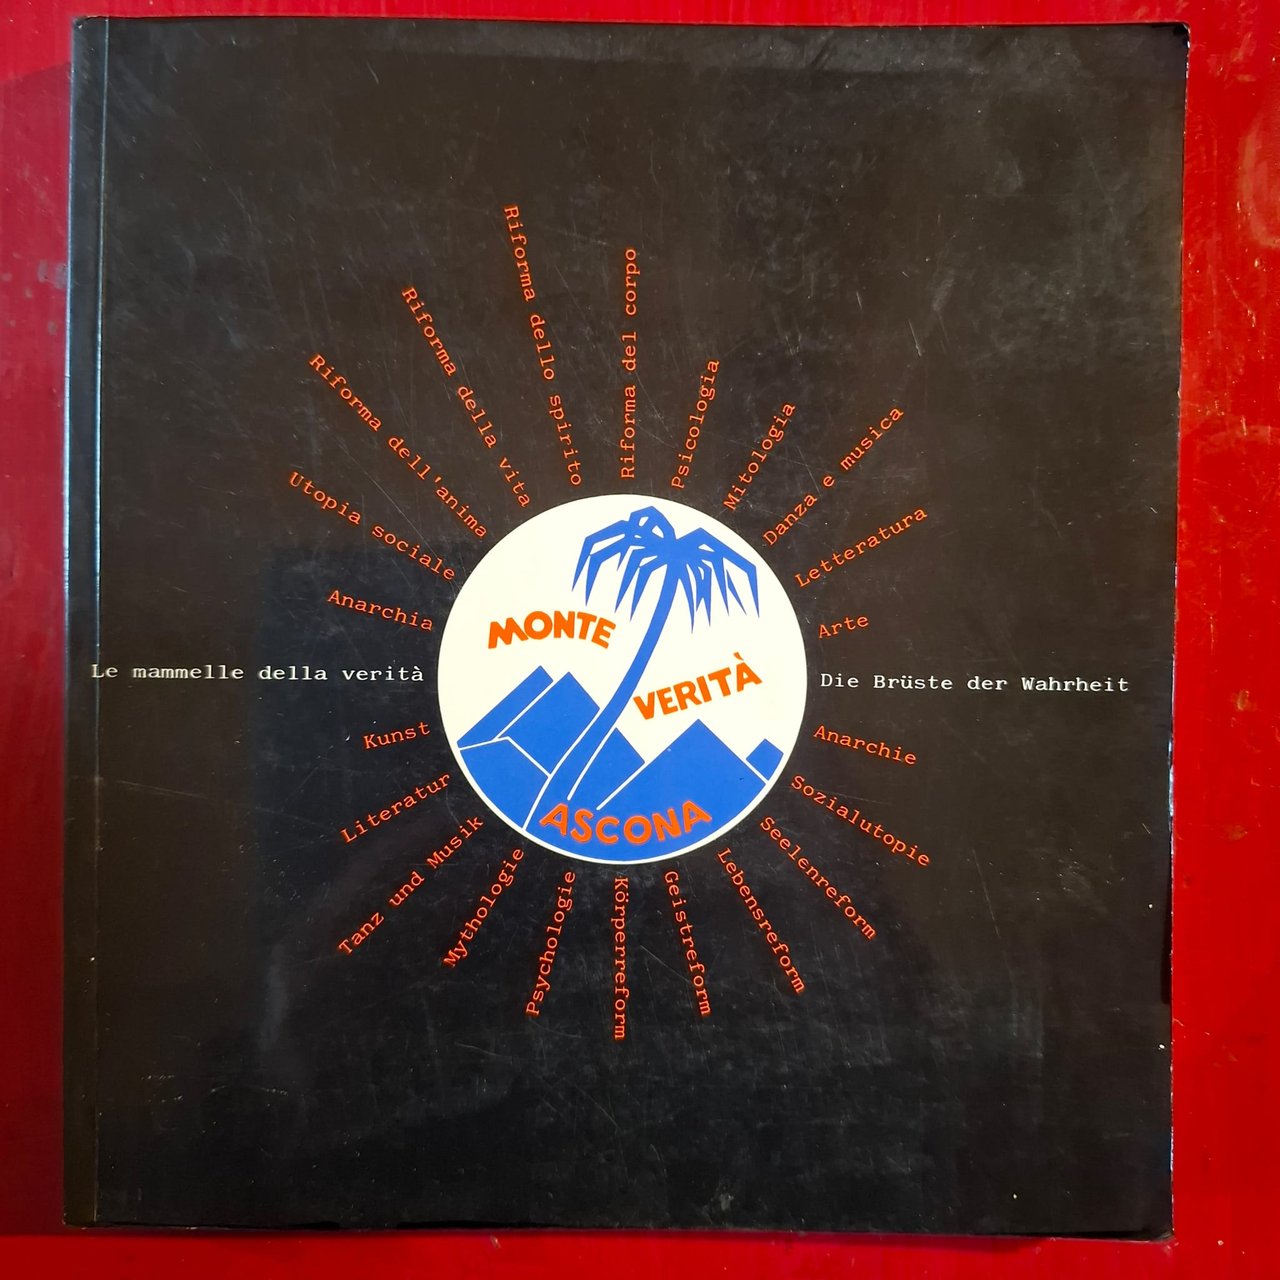 Riforma dello spirito
Riforma del corpo
Riforma della vita
Riforma dell'anima
Psicologia
Mitologia
Danza e musica
Utopia sociale
Letteratura
Anarchia
Arte
MONTE
VERITÀ
ASCONA
Le mammelle della verità
Die Brüste der Wahrheit
Kunst
Anarchie
Literatur
Sozialutopie
Tanz und Musik
Seelenreform
Mythologie
Lebensreform
Psychologie
Geistreform
Körperreform